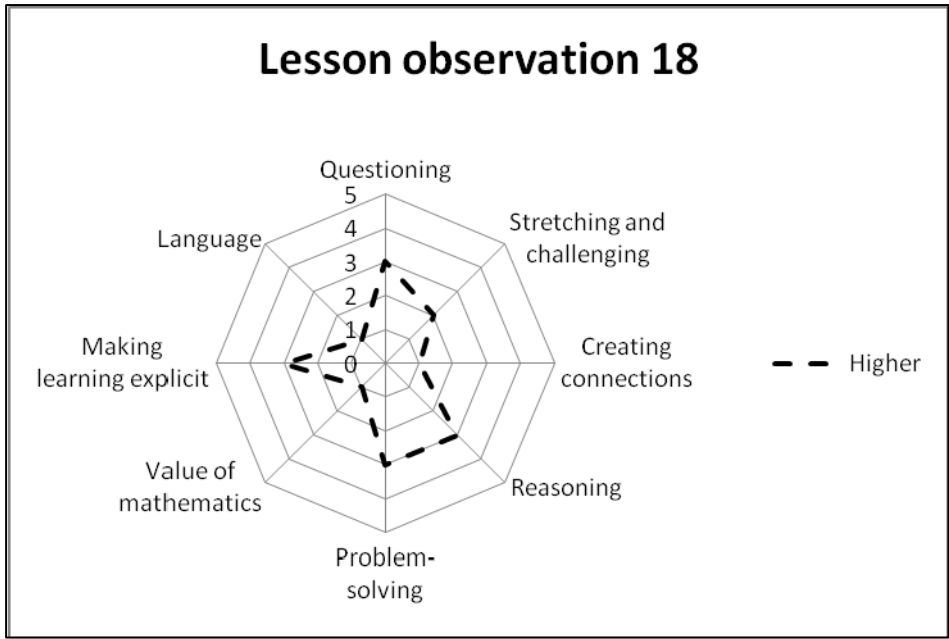 Lesson observation 18
Questioning
5
4
3
2
1
0
Stretching and
challenging
Creating
connections
Reasoning
Problem-
solving
Value of
mathematics
Making
learning explicit
Language
Higher